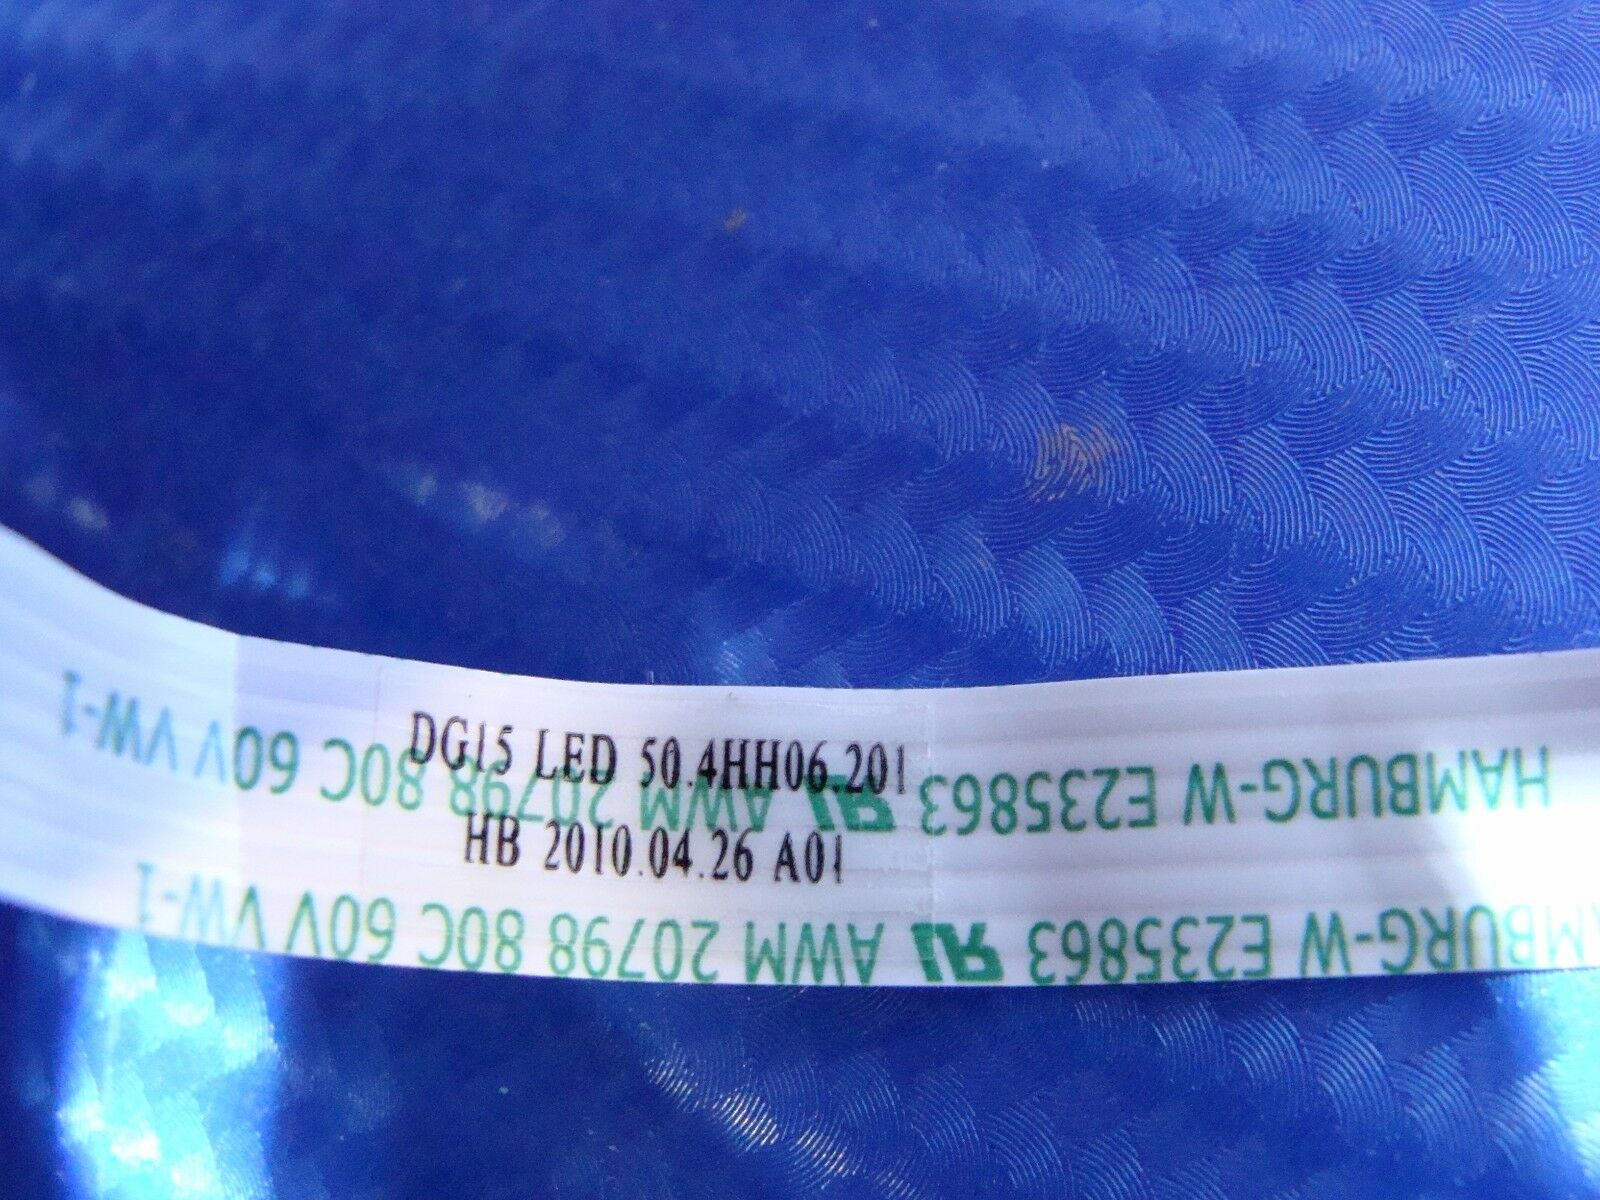 DG15 LED 50.4HH06.201
HB 2010.04.26 A01
HAMBURG-W E235863 AWM 20798 80C 60V VW-1
HAMBURG-W E235863 AWM 20798 80C 60V VW-1